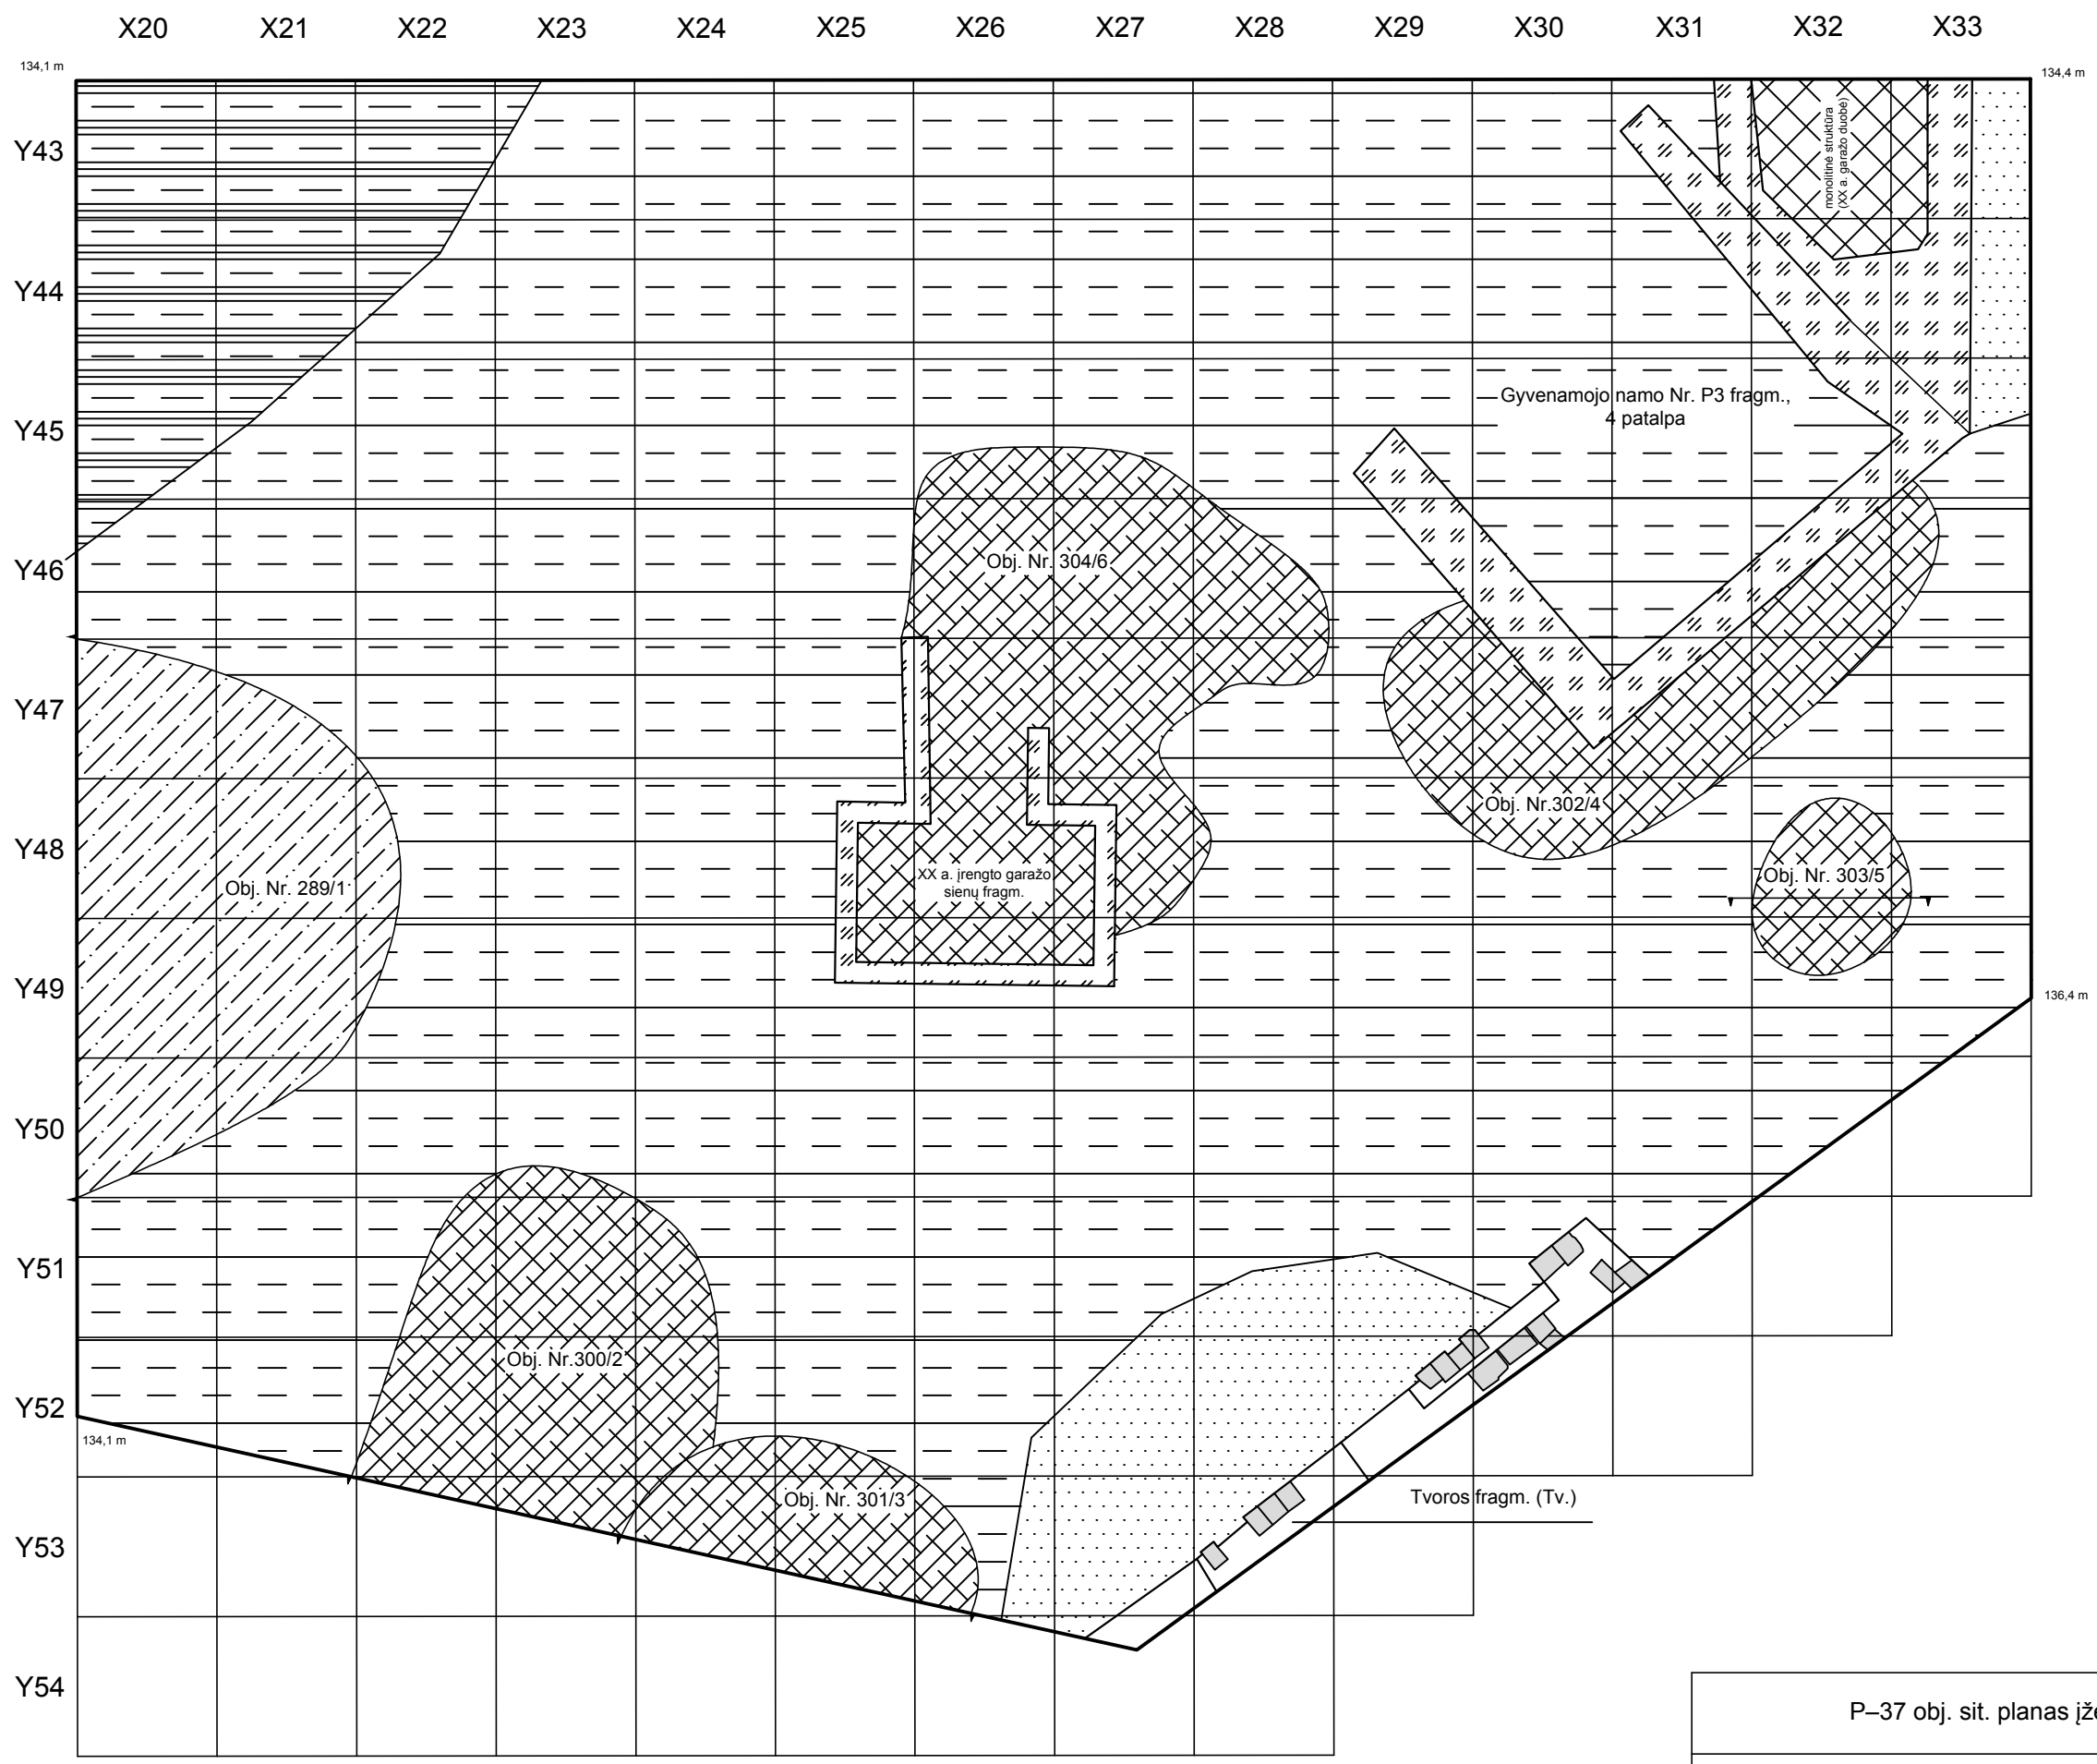 X20 X21 X22 X23 X24 X25 X26 X27 X28 X29 X30 X31 X32 X33
134,1 m
134,4 m
Y43
monolitinė struktūra
(XX a. garažo duobė)
Y44
Gyvenamojo namo Nr. P3 fragm.,
4 patalpa
Y45
Obj. Nr. 304/6
Y46
Y47
Obj. Nr.302/4
Y48
XX a. įrengto garažo
sienų fragm.
Obj. Nr. 303/5
Obj. Nr. 289/1
Y49
136,4 m
Y50
Y51
Obj. Nr.300/2
Y52
134,1 m
Obj. Nr. 301/3
Tvoros fragm. (Tv.)
Y53
Y54
P–37 obj. sit. planas